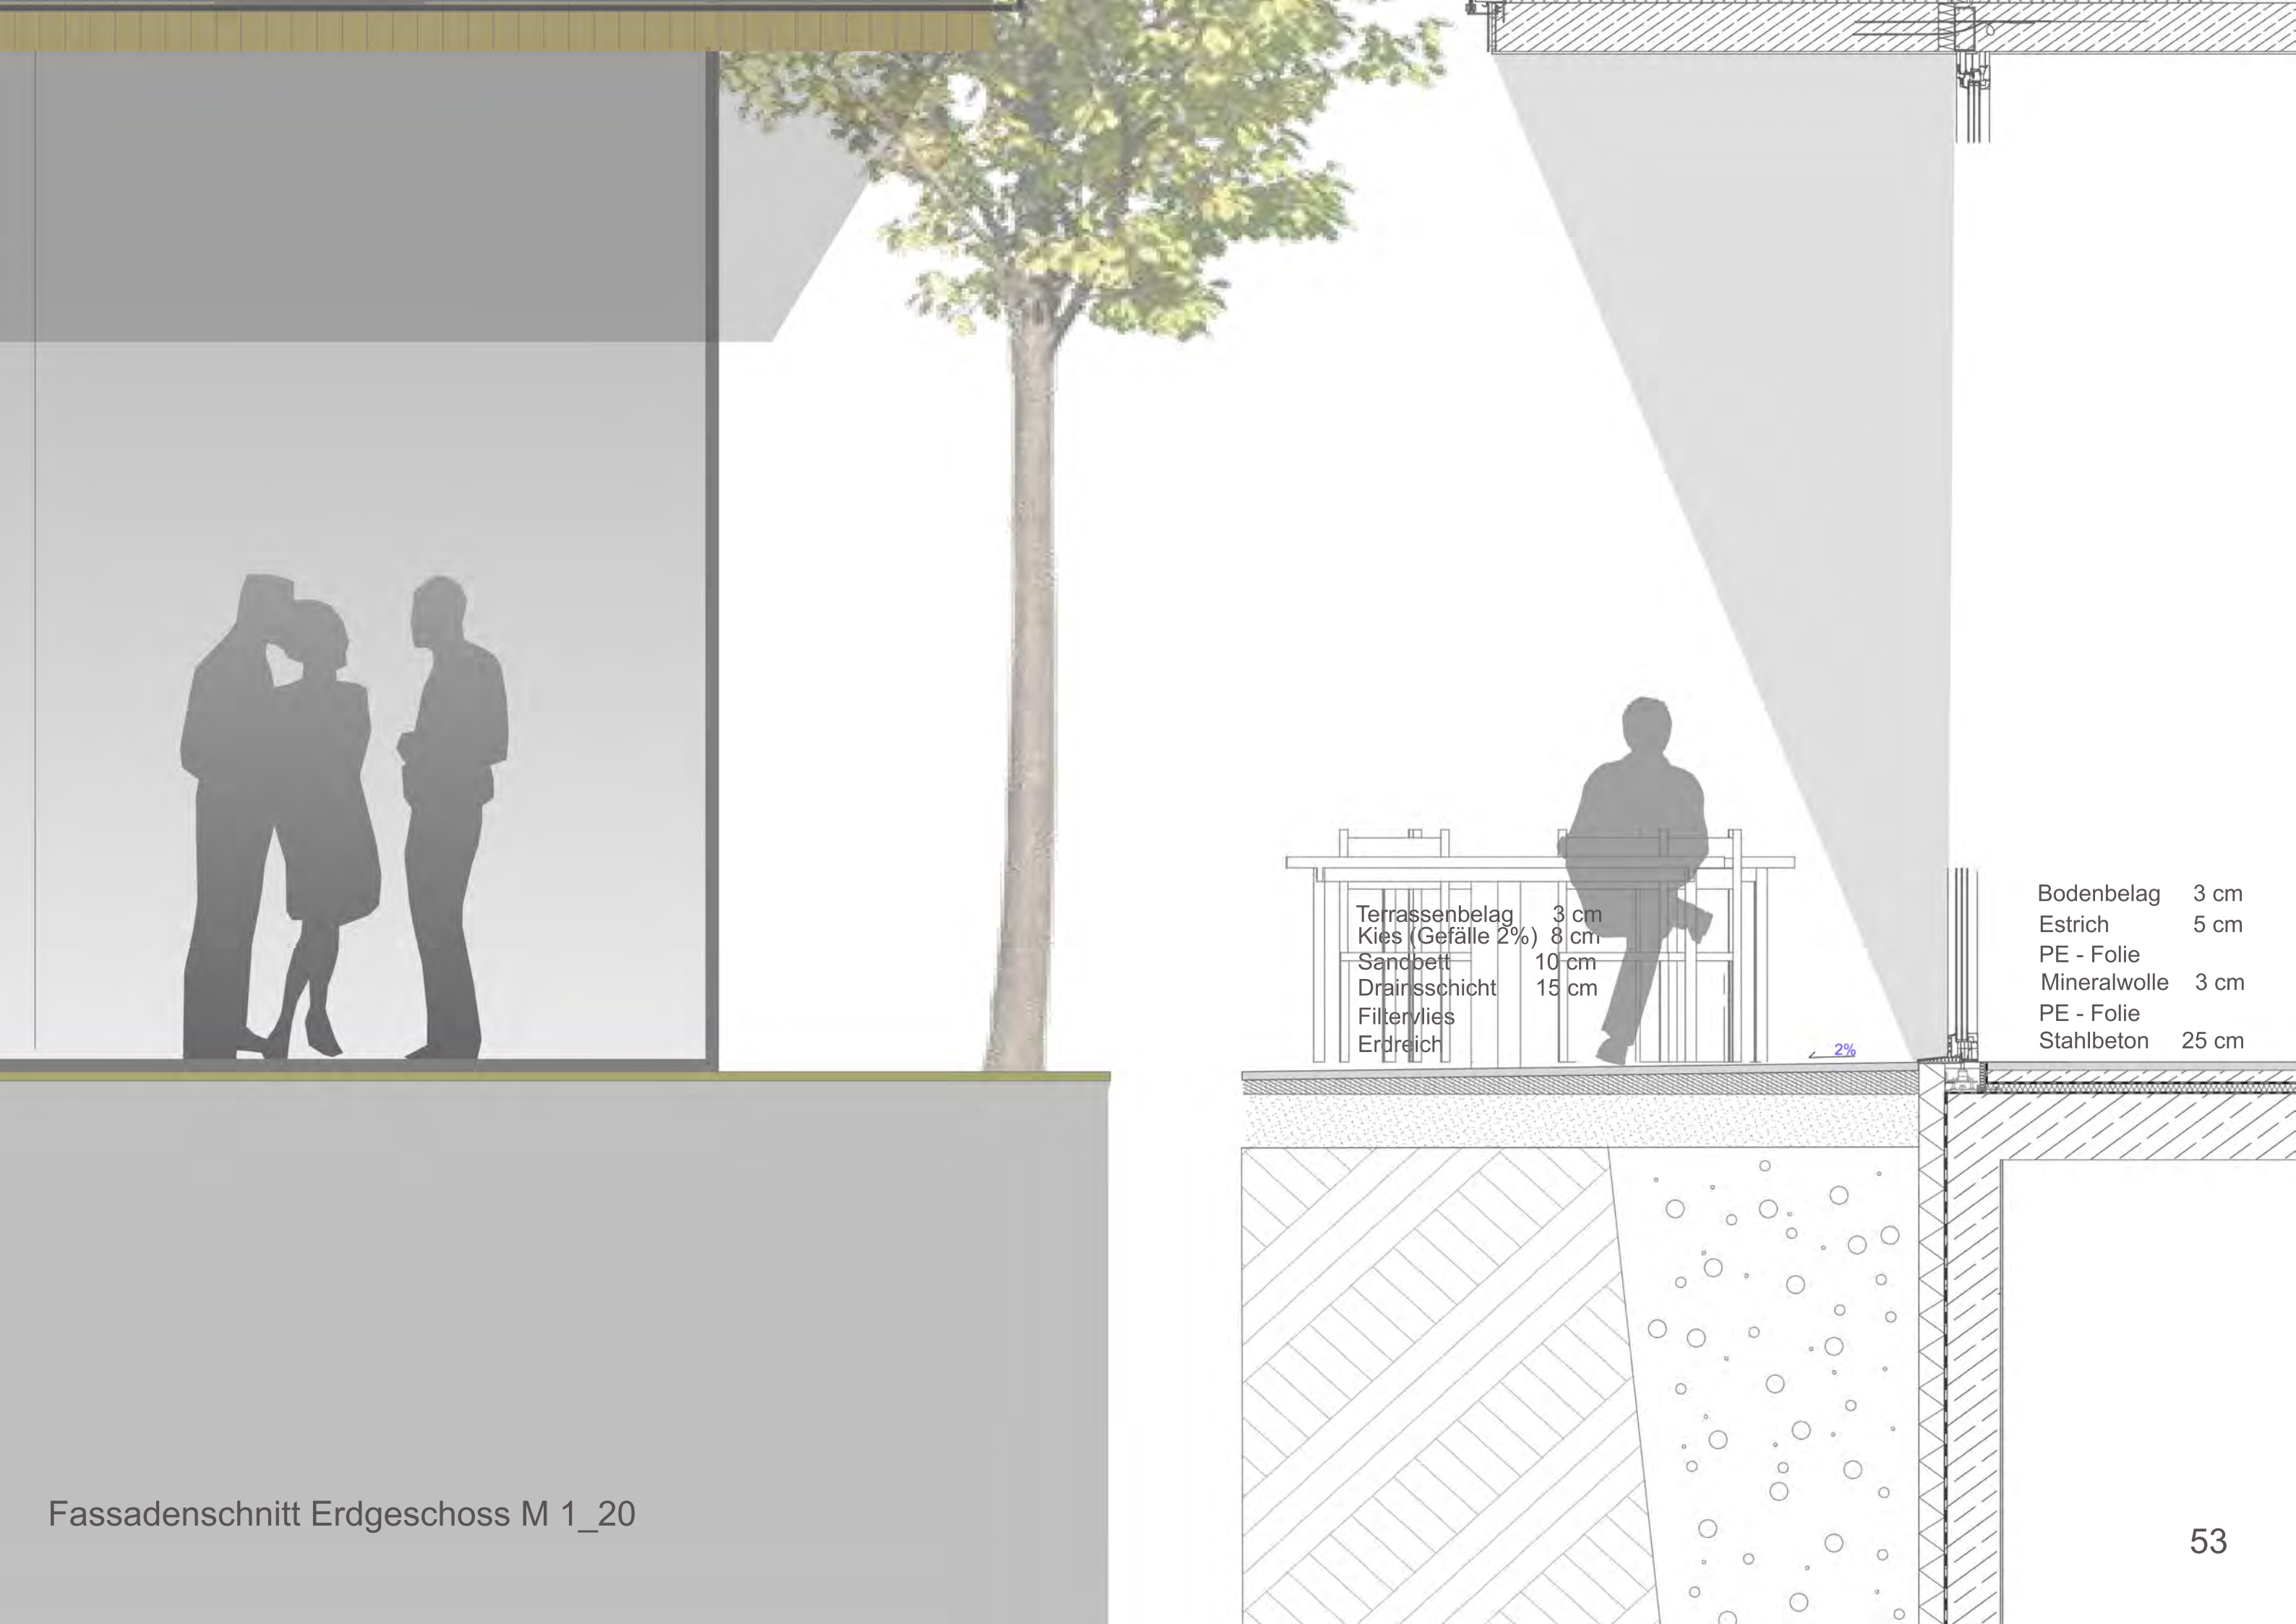 Terrassenbelag 3 cm
Kies (Gefälle 2%) 8 cm
Sandbett 10 cm
Drainsschicht 15 cm
Filtervlies
Erdreich
2%
Bodenbelag 3 cm
Estrich 5 cm
PE - Folie
Mineralwolle 3 cm
PE - Folie
Stahlbeton 25 cm
Fassadenschnitt Erdgeschoss M 1_20
53